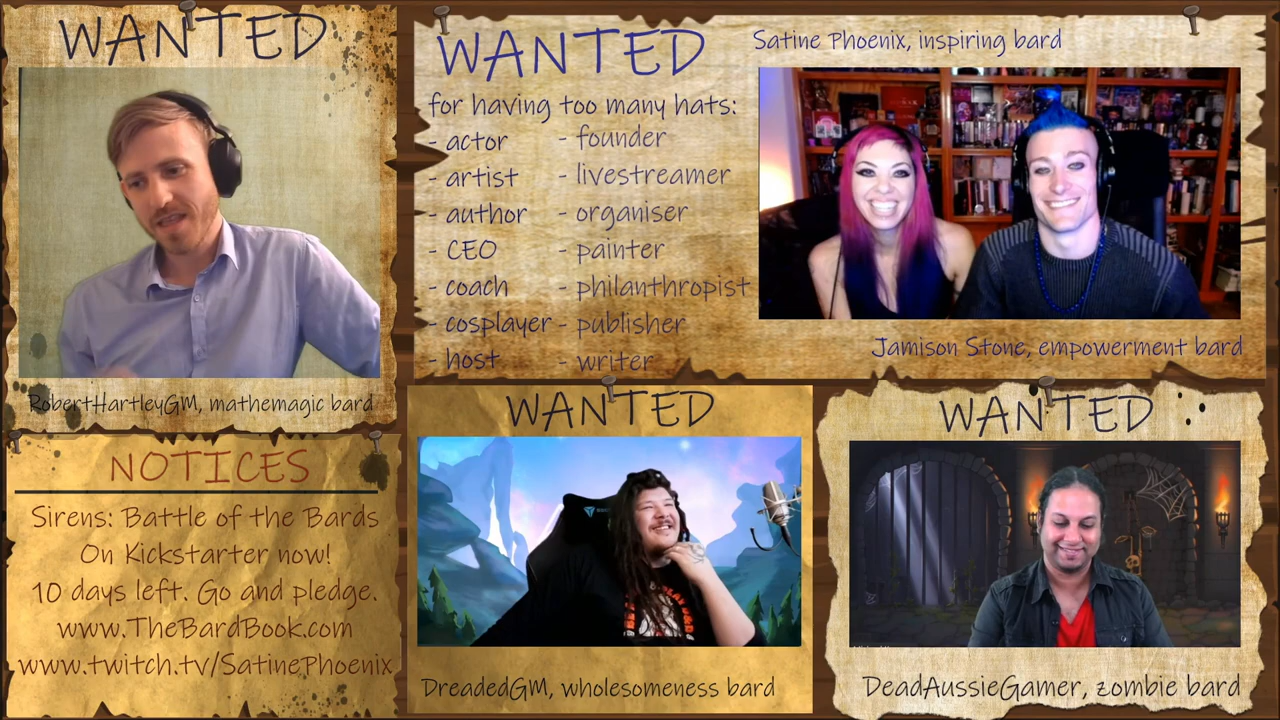 WANTED
RobertHartleyGM, mathemagic bard
NOTICES
Sirens: Battle of the Bards
On Kickstarter now!
10 days left. Go and pledge.
www.TheBardBook.com
www.twitch.tv/SatinePhoenix
WANTED
for having too many hats:
- actor
- artist
- author
- CEO
- coach
- cosplayer
- host
- founder
- livestreamer
- organiser
- painter
- philanthropist
- publisher
- writer
Satine Phoenix, inspiring bard
Jamison Stone, empowerment bard
WANTED
DreadedGM, wholesomeness bard
WANTED
DeadAussieGamer, zombie bard